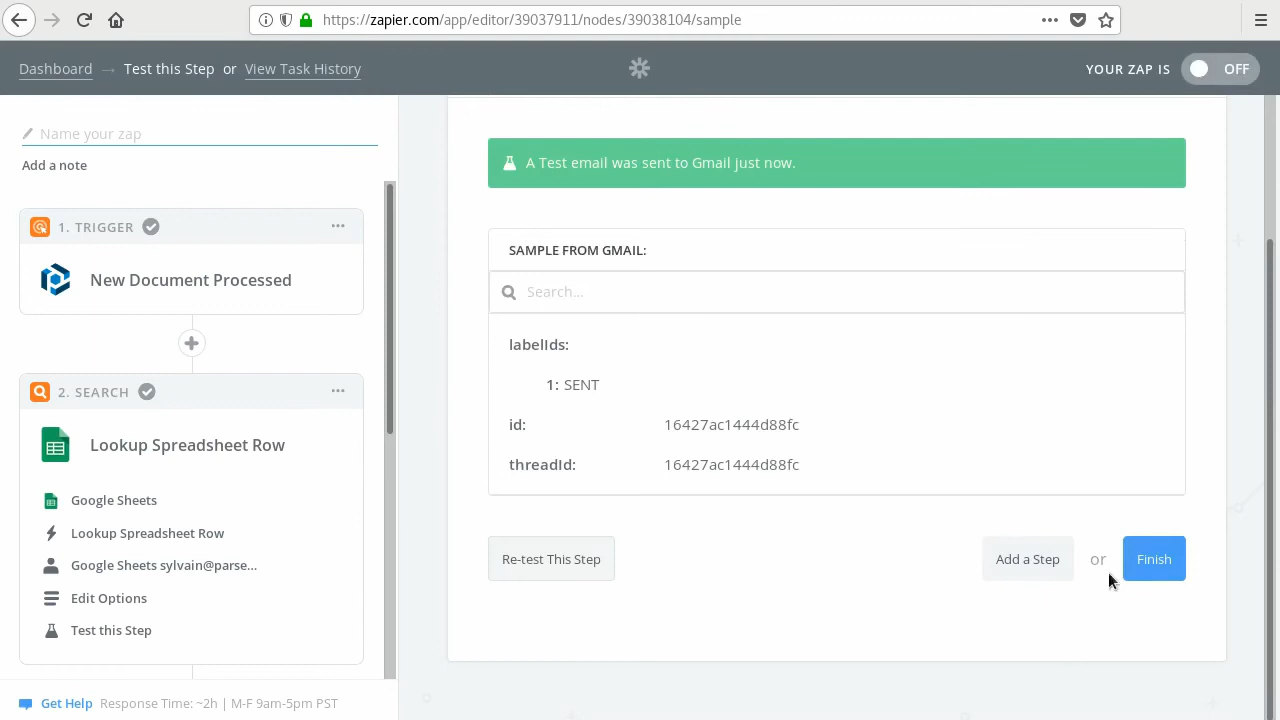 https://zapier.com/app/editor/39037911/nodes/39038104/sample
Dashboard → Test this Step or View Task History
YOUR ZAP IS OFF
Name your zap
Add a note
1. TRIGGER
New Document Processed
2. SEARCH
Lookup Spreadsheet Row
Google Sheets
Lookup Spreadsheet Row
Google Sheets sylvain@parse...
Edit Options
Test this Step
Get Help Response Time: ~2h | M-F 9am-5pm PST
A Test email was sent to Gmail just now.
SAMPLE FROM GMAIL:
Search...
labelIds:
1: SENT
id: 16427ac1444d88fc
threadId: 16427ac1444d88fc
Re-test This Step
Add a Step or Finish